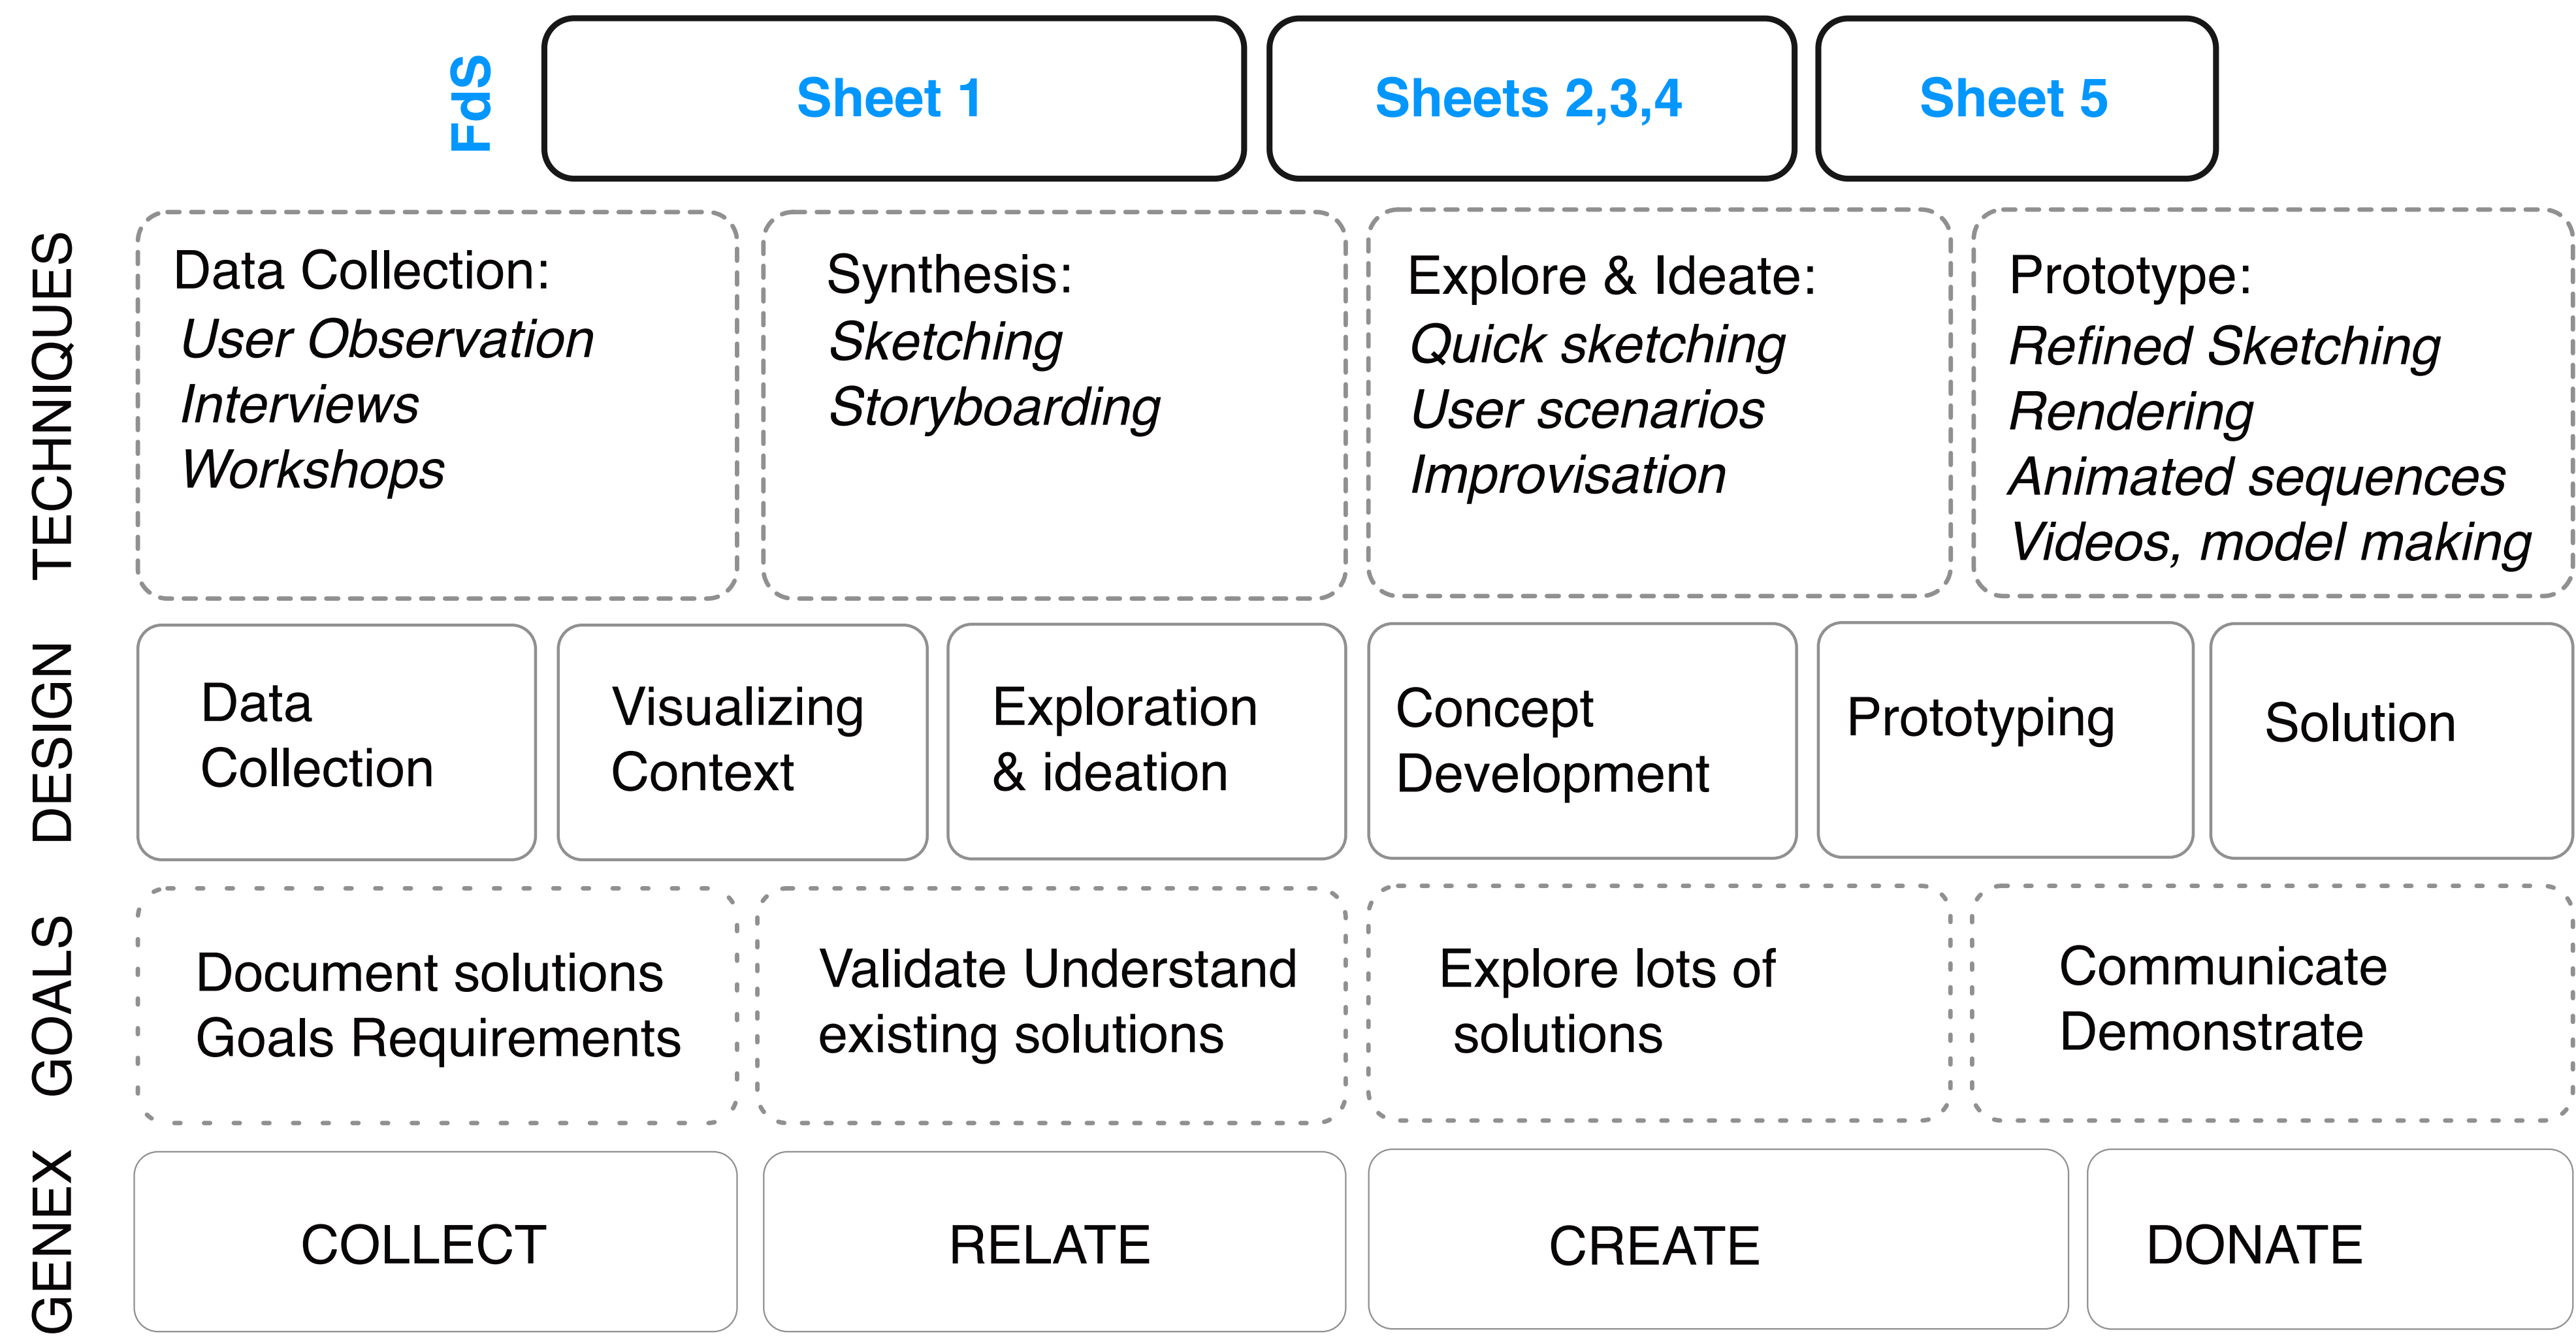 FdS
Sheet 1
Sheets 2,3,4
Sheet 5
TECHNIQUES
Data Collection:
User Observation
Interviews
Workshops
Synthesis:
Sketching
Storyboarding
Explore & Ideate:
Quick sketching
User scenarios
Improvisation
Prototype:
Refined Sketching
Rendering
Animated sequences
Videos, model making
DESIGN
Data
Collection
Visualizing
Context
Exploration
& ideation
Concept
Development
Prototyping
Solution
GOALS
Document solutions
Goals Requirements
Validate Understand
existing solutions
Explore lots of
solutions
Communicate
Demonstrate
GENEX
COLLECT
RELATE
CREATE
DONATE